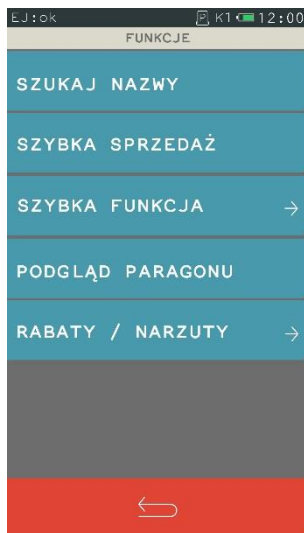 EJ:ok P K1 12:00
FUNKCJE
SZUKAJ NAZWY
SZYBKA SPRZEDAŻ
SZYBKA FUNKCJA →
PODGLĄD PARAGONU
RABATY / NARZUTY →